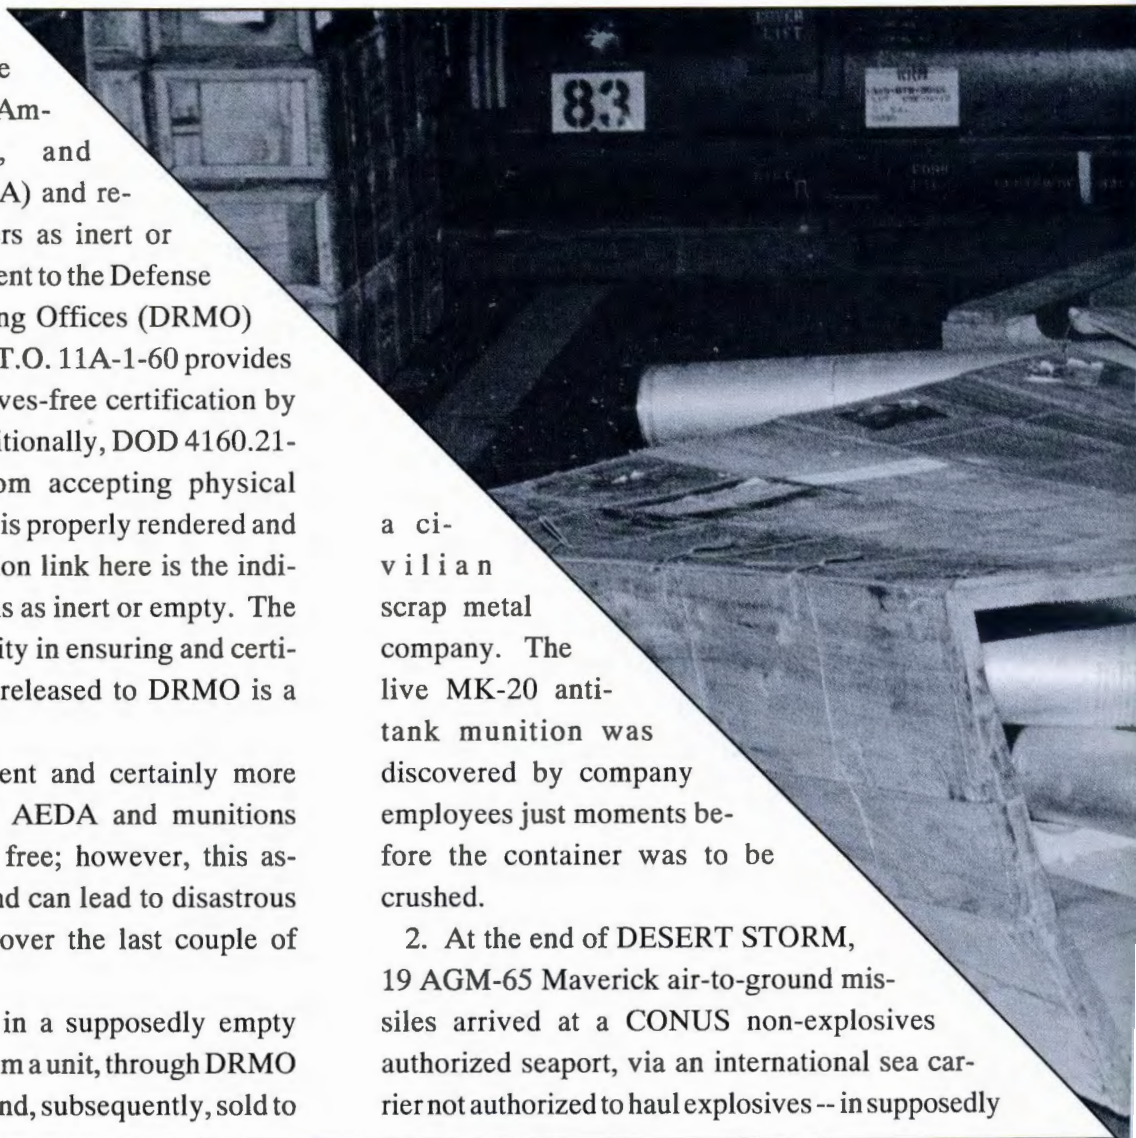 e
Am-
, and
A) and re-
rs as inert or
ent to the Defense
ng Offices (DRMO)
T.O. 11A-1-60 provides
ves-free certification by
itionally, DOD 4160.21-
om accepting physical
is properly rendered and
on link here is the indi-
s as inert or empty. The
ity in ensuring and certi-
released to DRMO is a
ent and certainly more
AEDA and munitions
free; however, this as-
nd can lead to disastrous
over the last couple of
in a supposedly empty
m a unit, through DRMO
nd, subsequently, sold to
a ci-
vilian
scrap metal
company. The
live MK-20 anti-
tank munition was
discovered by company
employees just moments be-
fore the container was to be
crushed.
2. At the end of DESERT STORM,
19 AGM-65 Maverick air-to-ground mis-
siles arrived at a CONUS non-explosives
authorized seaport, via an international sea car-
rier not authorized to haul explosives -- in supposedly
83